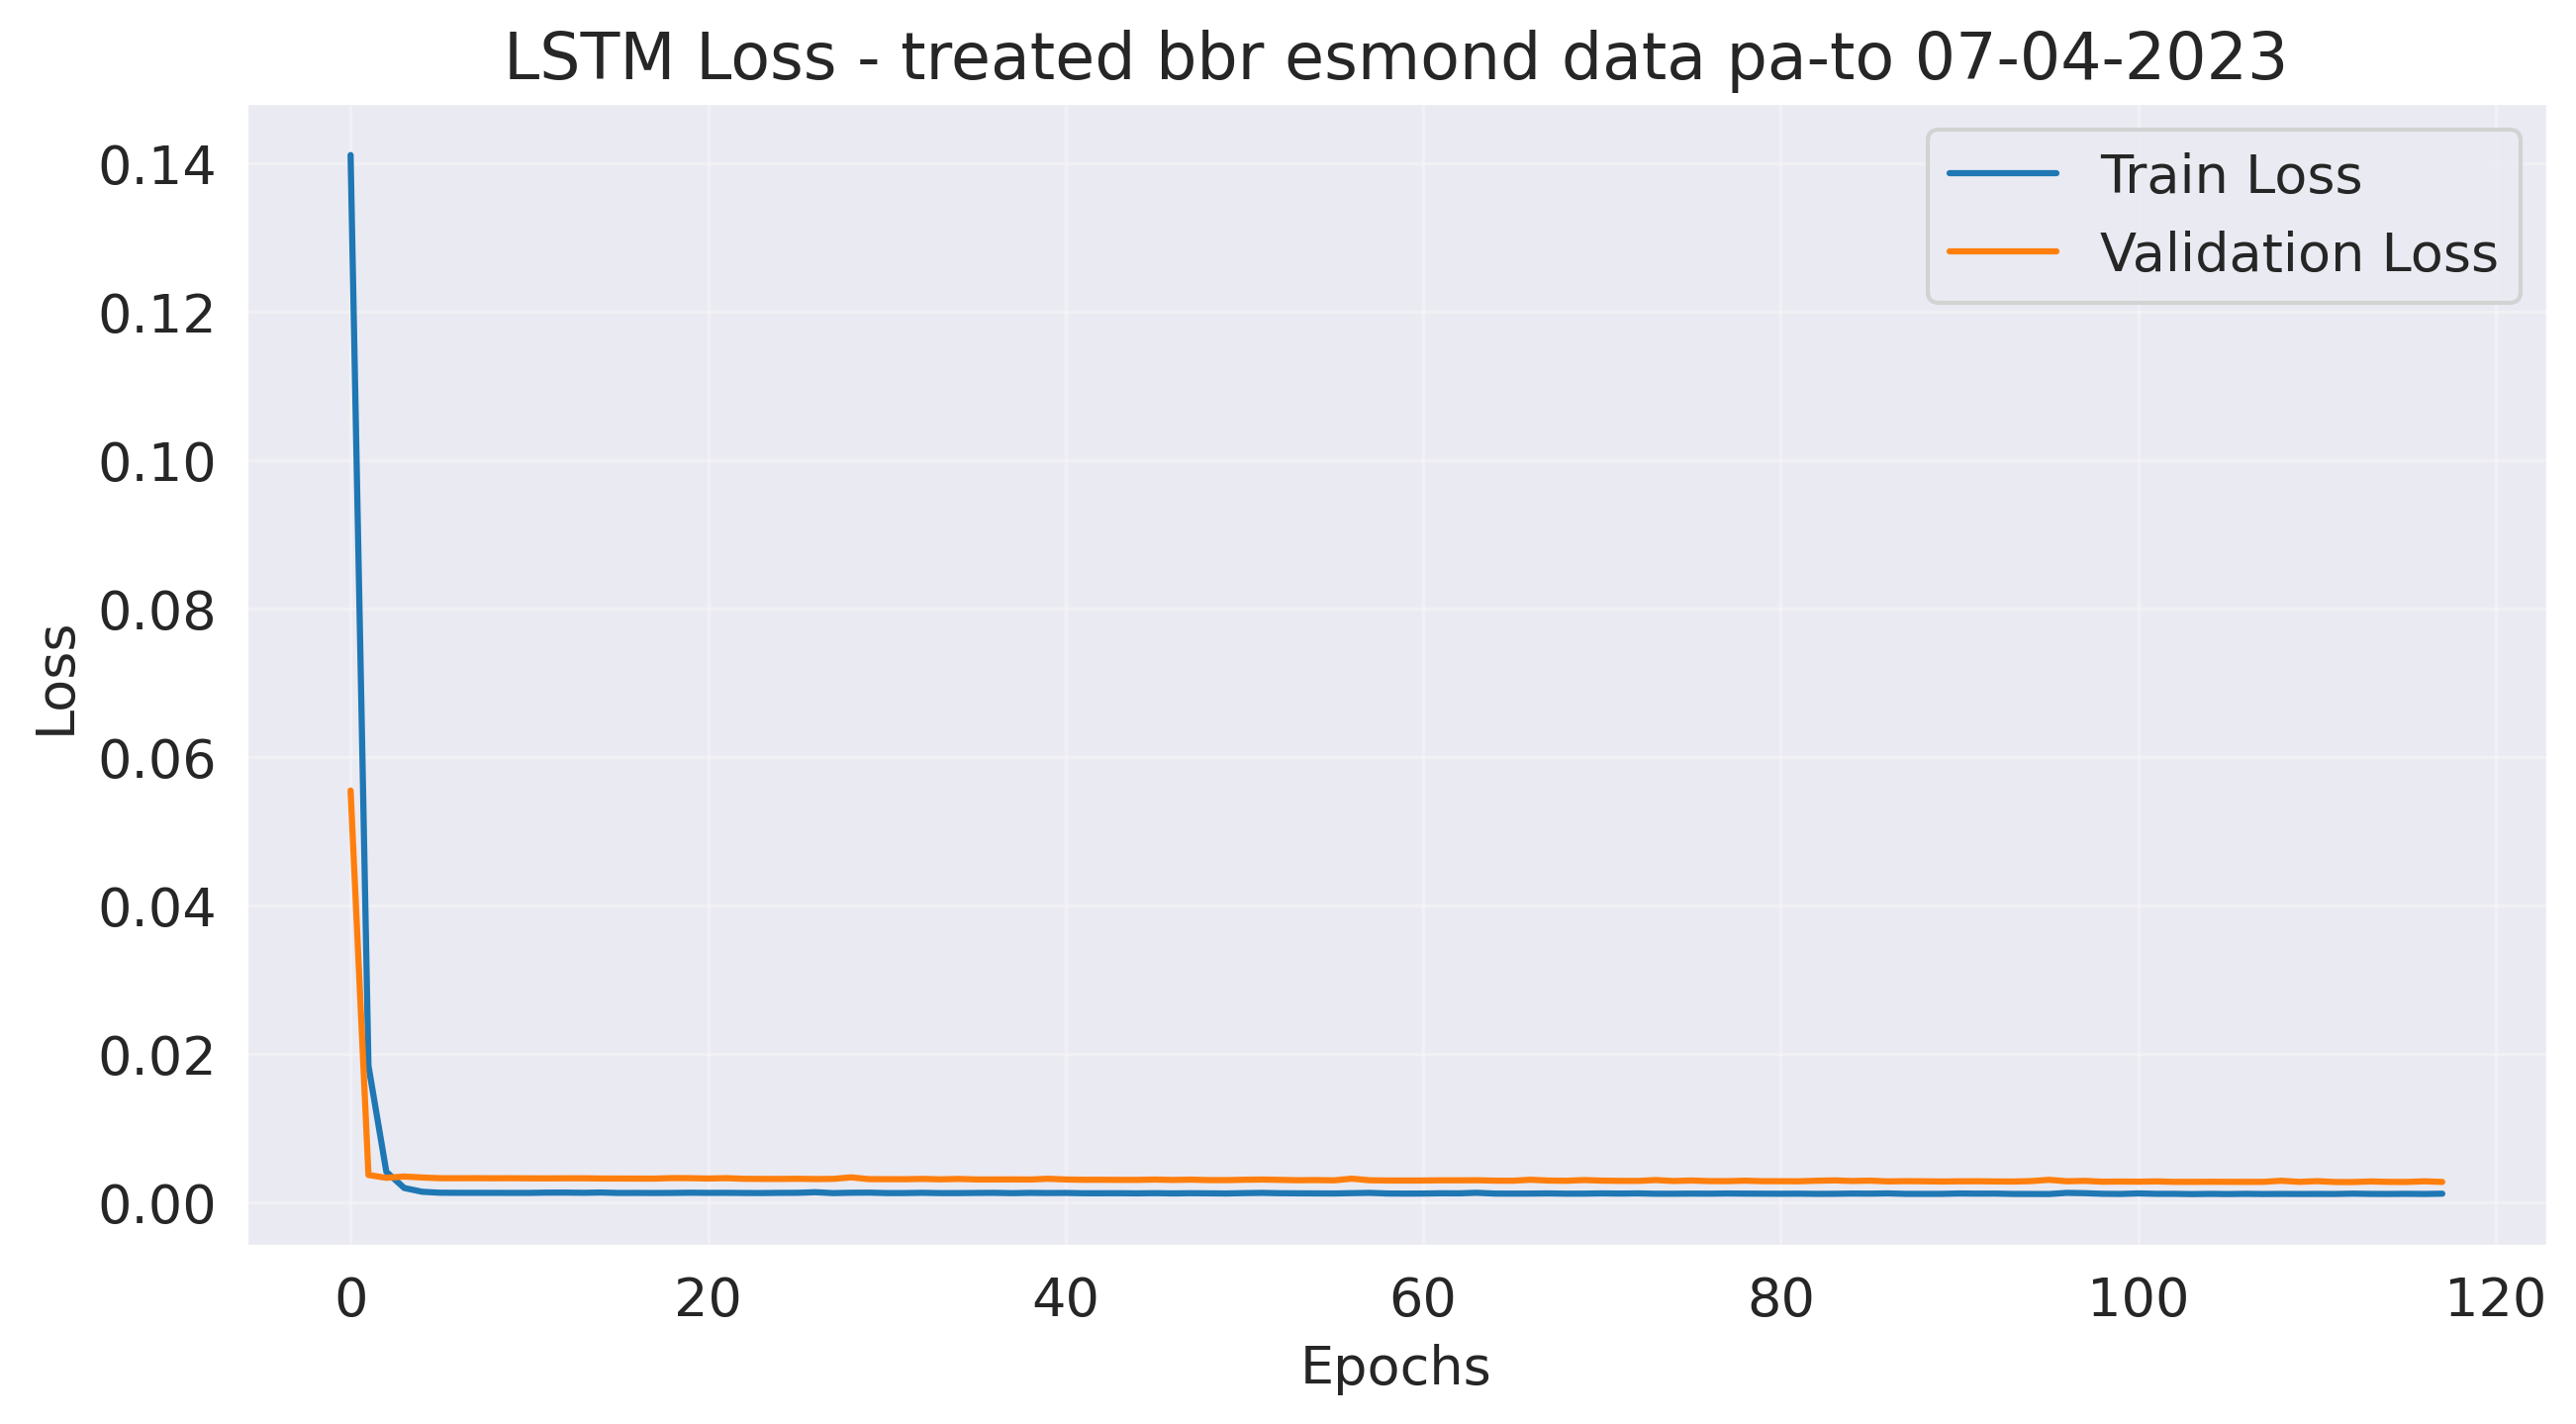 LSTM Loss - treated bbr esmond data pa-to 07-04-2023
Train Loss
Validation Loss
0.14
0.12
0.10
0.08
0.06
0.04
0.02
0.00
Loss
0 20 40 60 80 100 120
Epochs